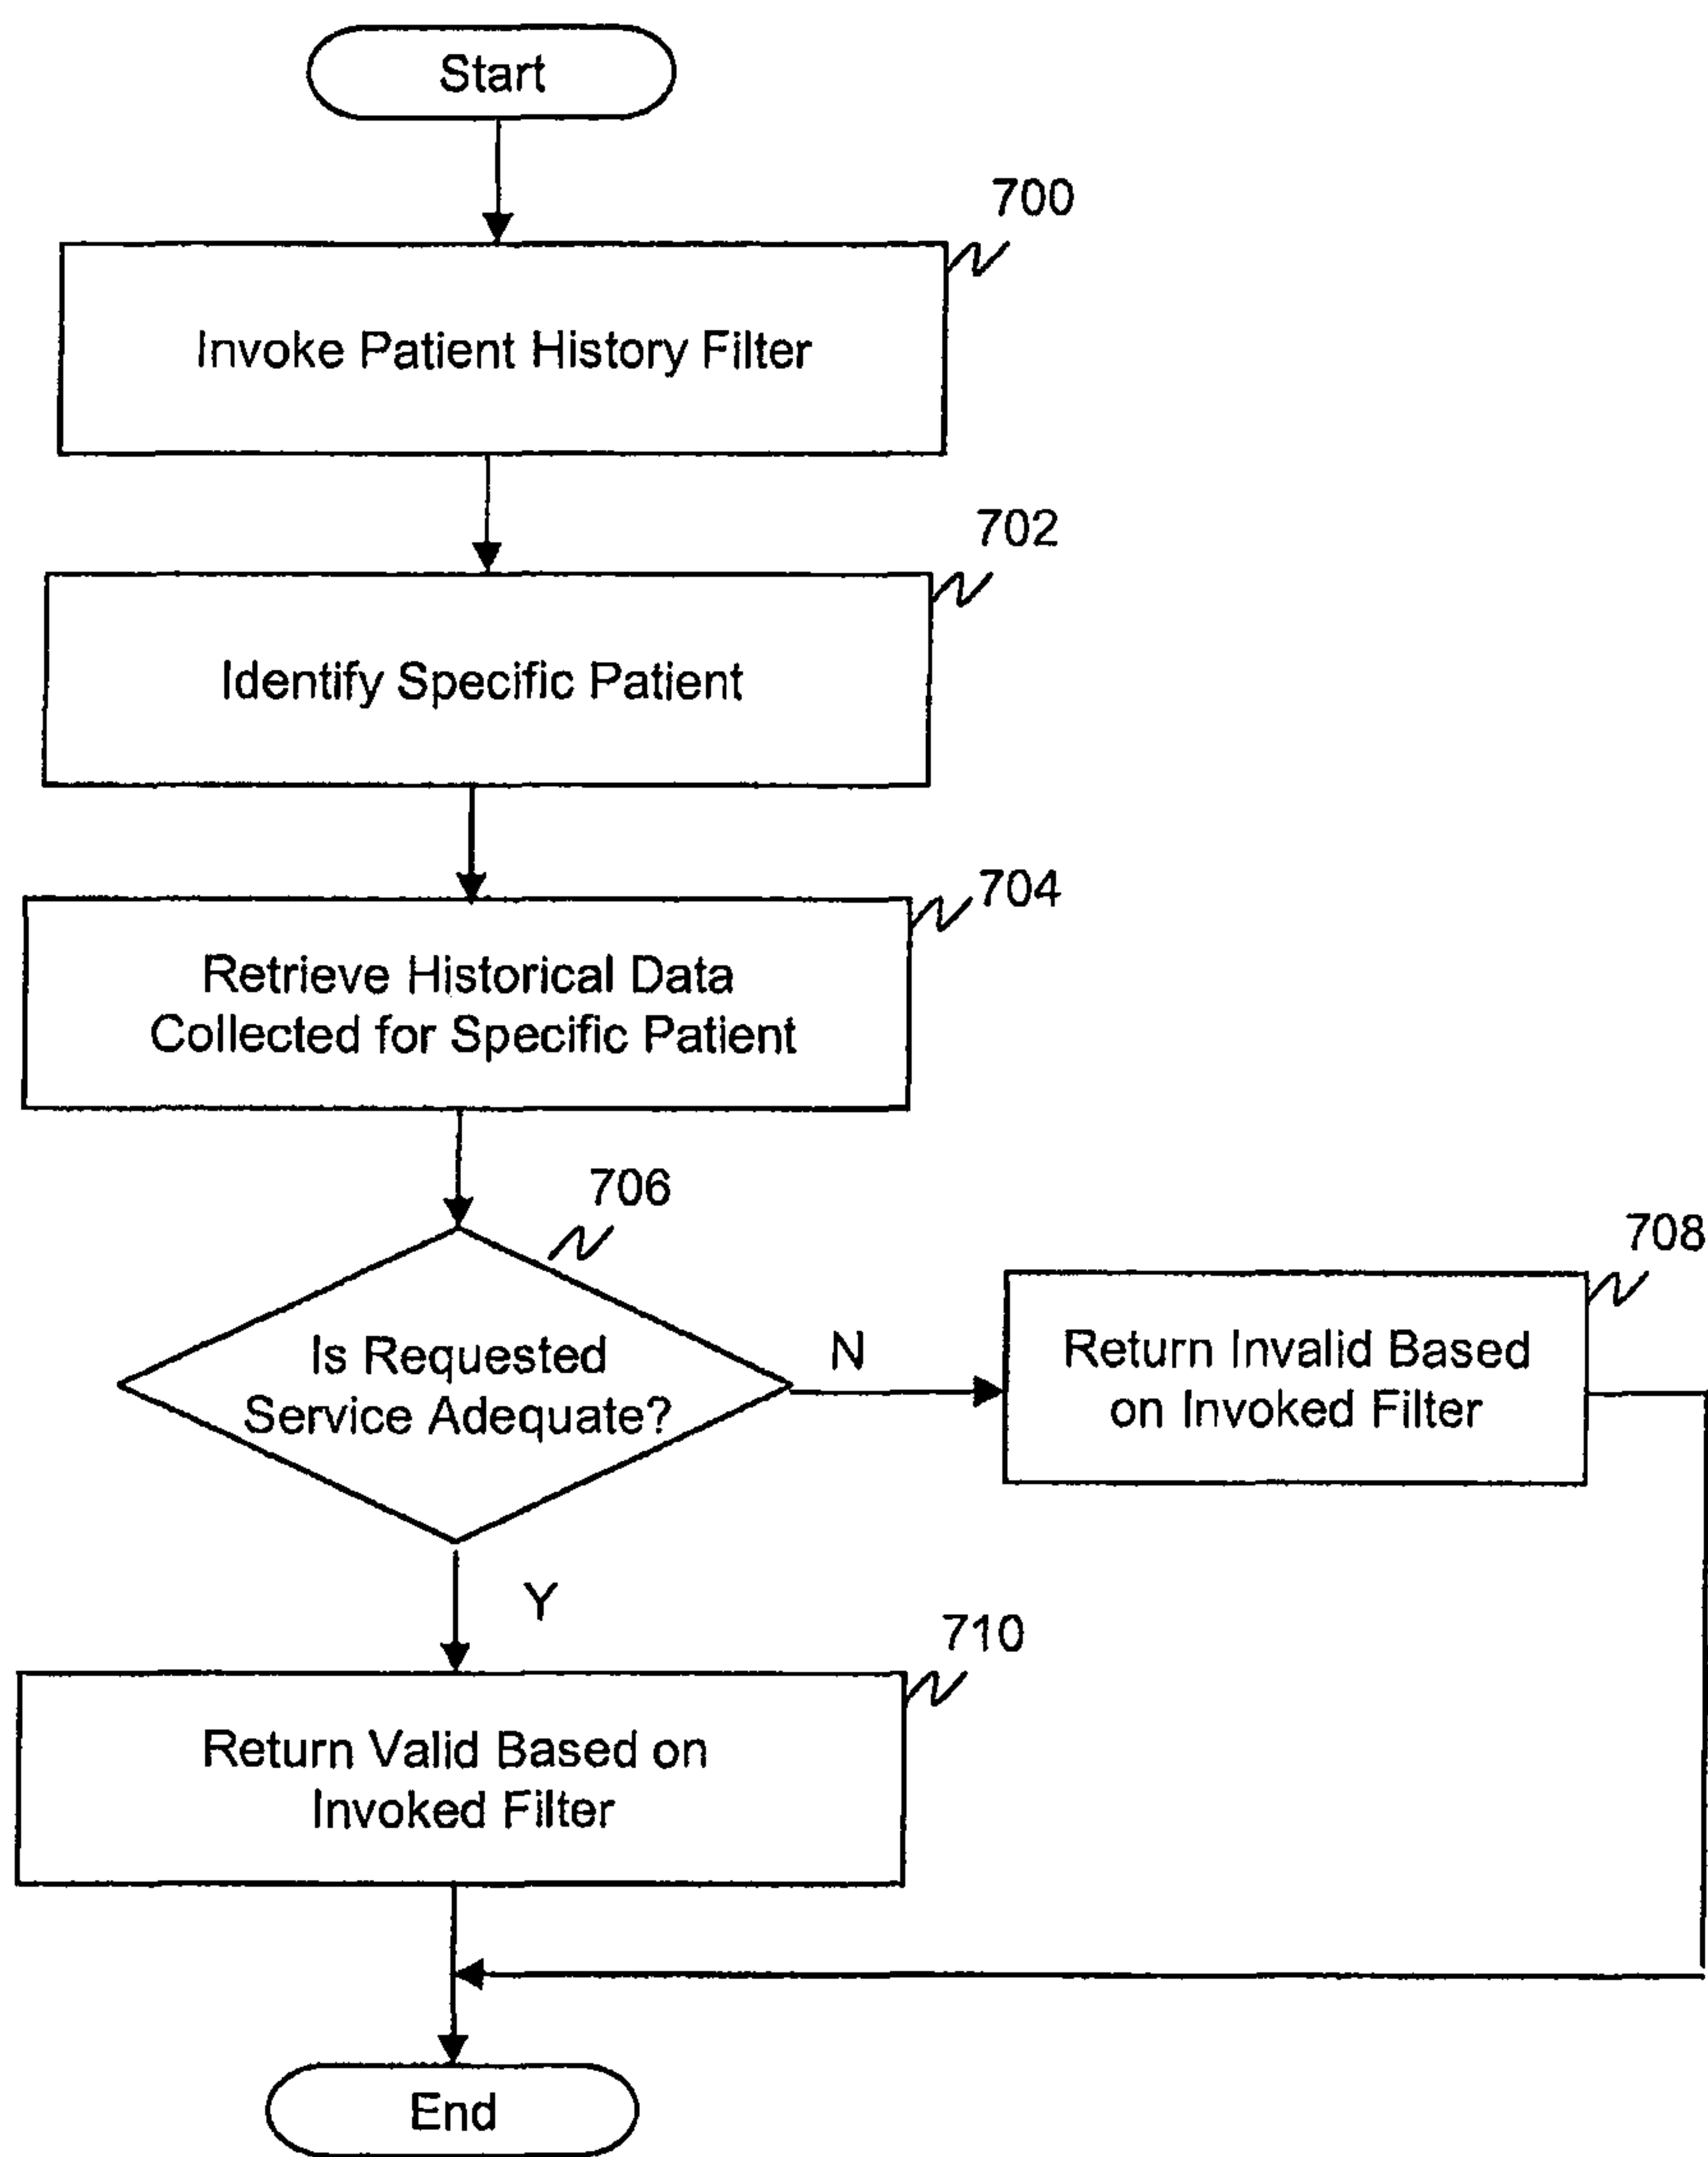 Start
700
Invoke Patient History Filter
702
Identify Specific Patient
704
Retrieve Historical Data
Collected for Specific Patient
706
Is Requested
Service Adequate?
N
708
Return Invalid Based
on Invoked Filter
Y
710
Return Valid Based on
Invoked Filter
End